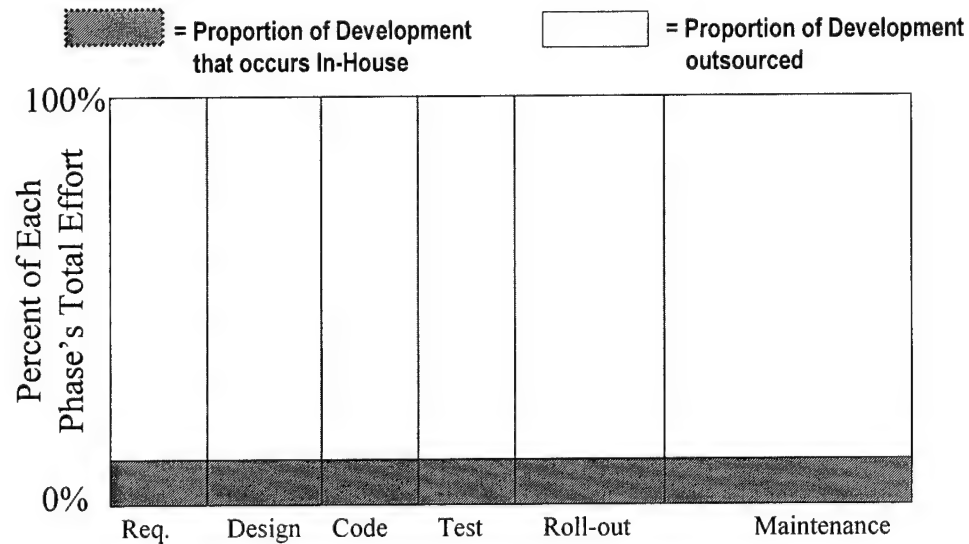 = Proportion of Development
that occurs In-House
= Proportion of Development
outsourced
100%
Percent of Each
Phase's Total Effort
0%
Req. Design Code Test Roll-out Maintenance